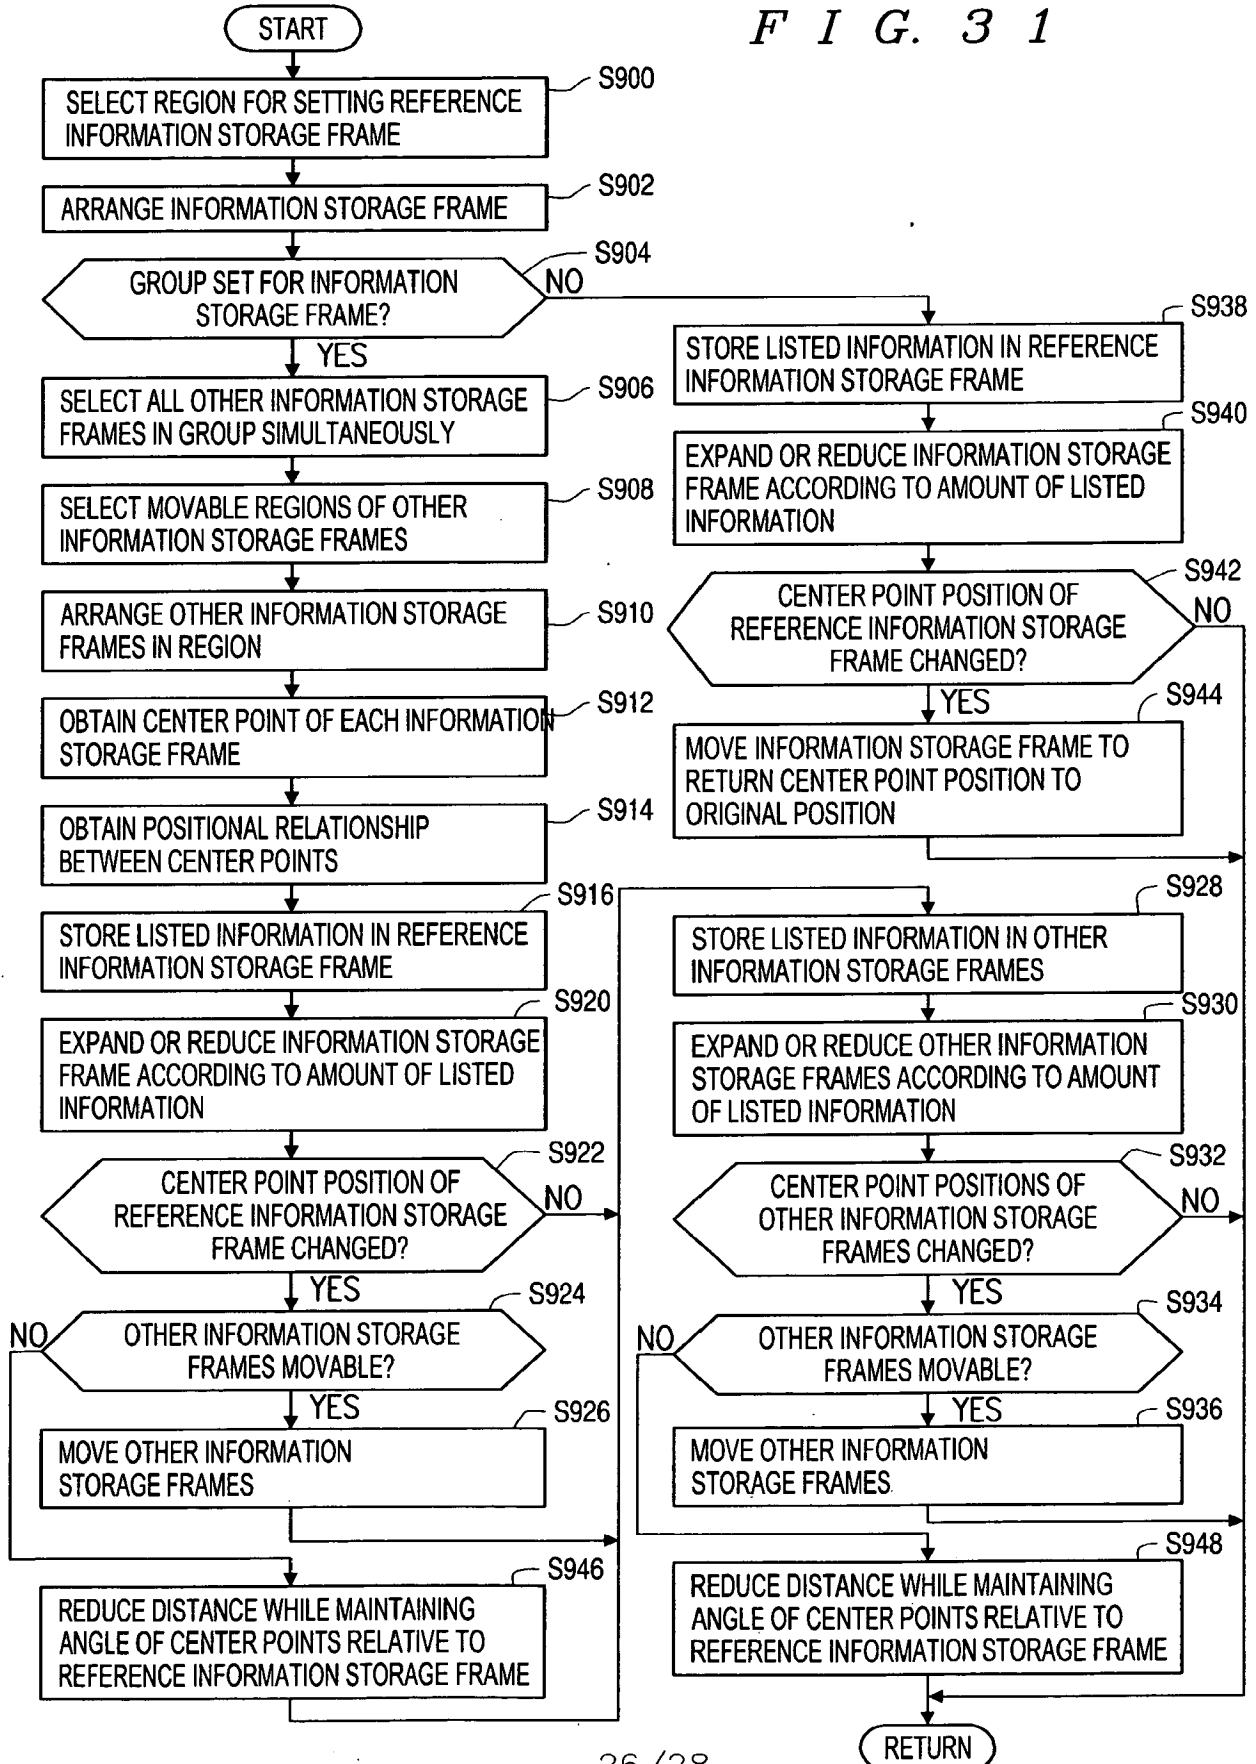 F I G. 3 1
START
S900
SELECT REGION FOR SETTING REFERENCE
INFORMATION STORAGE FRAME
S902
ARRANGE INFORMATION STORAGE FRAME
S904
GROUP SET FOR INFORMATION
STORAGE FRAME?
NO
YES
S906
SELECT ALL OTHER INFORMATION STORAGE
FRAMES IN GROUP SIMULTANEOUSLY
S908
SELECT MOVABLE REGIONS OF OTHER
INFORMATION STORAGE FRAMES
S910
ARRANGE OTHER INFORMATION STORAGE
FRAMES IN REGION
S912
OBTAIN CENTER POINT OF EACH INFORMATION
STORAGE FRAME
S914
OBTAIN POSITIONAL RELATIONSHIP
BETWEEN CENTER POINTS
S916
STORE LISTED INFORMATION IN REFERENCE
INFORMATION STORAGE FRAME
S920
EXPAND OR REDUCE INFORMATION STORAGE
FRAME ACCORDING TO AMOUNT OF LISTED
INFORMATION
S922
CENTER POINT POSITION OF
REFERENCE INFORMATION STORAGE
FRAME CHANGED?
NO
YES
S924
NO
OTHER INFORMATION STORAGE
FRAMES MOVABLE?
YES
S926
MOVE OTHER INFORMATION
STORAGE FRAMES
S946
REDUCE DISTANCE WHILE MAINTAINING
ANGLE OF CENTER POINTS RELATIVE TO
REFERENCE INFORMATION STORAGE FRAME
S938
STORE LISTED INFORMATION IN REFERENCE
INFORMATION STORAGE FRAME
S940
EXPAND OR REDUCE INFORMATION STORAGE
FRAME ACCORDING TO AMOUNT OF LISTED
INFORMATION
S942
CENTER POINT POSITION OF
REFERENCE INFORMATION STORAGE
FRAME CHANGED?
NO
YES
S944
MOVE INFORMATION STORAGE FRAME TO
RETURN CENTER POINT POSITION TO
ORIGINAL POSITION
S928
STORE LISTED INFORMATION IN OTHER
INFORMATION STORAGE FRAMES
S930
EXPAND OR REDUCE OTHER INFORMATION
STORAGE FRAMES ACCORDING TO AMOUNT
OF LISTED INFORMATION
S932
CENTER POINT POSITIONS OF
OTHER INFORMATION STORAGE
FRAMES CHANGED?
NO
YES
S934
NO
OTHER INFORMATION STORAGE
FRAMES MOVABLE?
YES
S936
MOVE OTHER INFORMATION
STORAGE FRAMES
S948
REDUCE DISTANCE WHILE MAINTAINING
ANGLE OF CENTER POINTS RELATIVE TO
REFERENCE INFORMATION STORAGE FRAME
RETURN
26/28